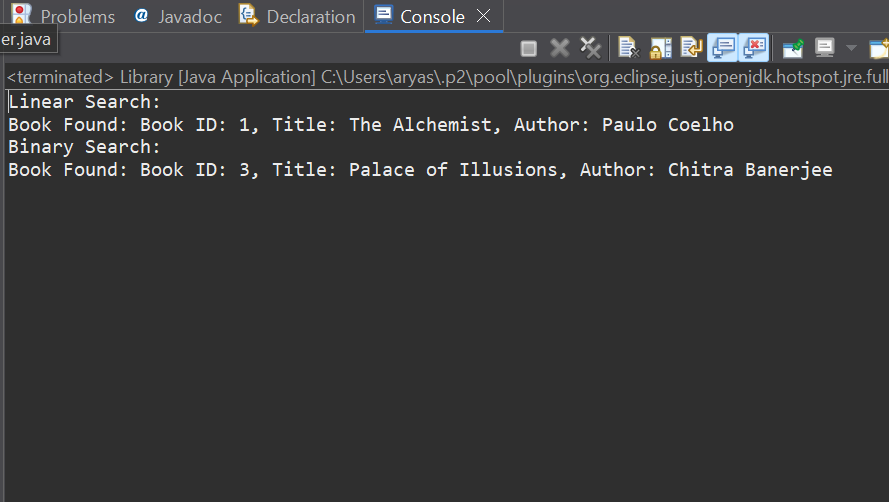 Problems @ Javadoc Declaration Console
er.java
<terminated> Library [Java Application] C:\Users\aryas\.p2\pool\plugins\org.eclipse.justj.openjdk.hotspot.jre.full
Linear Search:
Book Found: Book ID: 1, Title: The Alchemist, Author: Paulo Coelho
Binary Search:
Book Found: Book ID: 3, Title: Palace of Illusions, Author: Chitra Banerjee